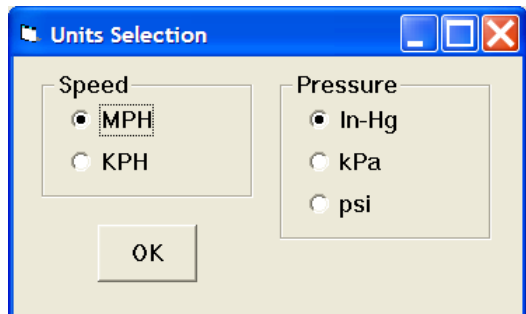 Units Selection
Speed
MPH
KPH
OK
Pressure
In-Hg
kPa
psi